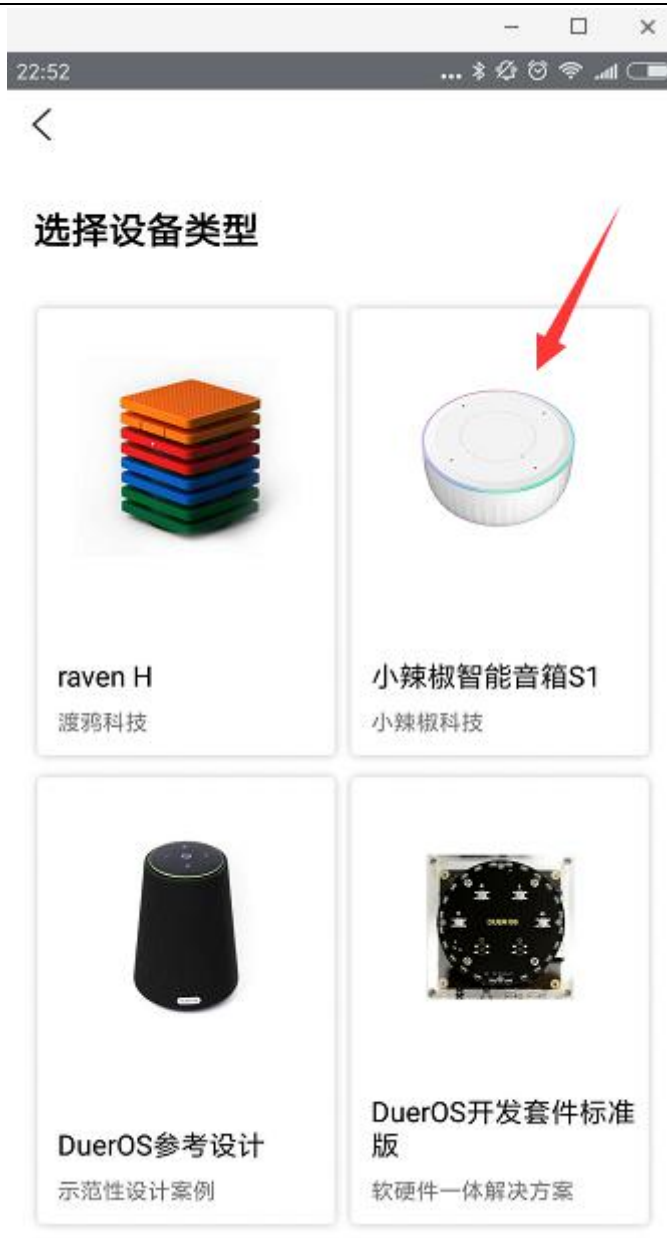 22:52
选择设备类型
raven H
渡鸦科技
小辣椒智能音箱S1
小辣椒科技
DUER OS
DuerOS参考设计
示范性设计案例
DuerOS开发套件标准
版
软硬件一体解决方案